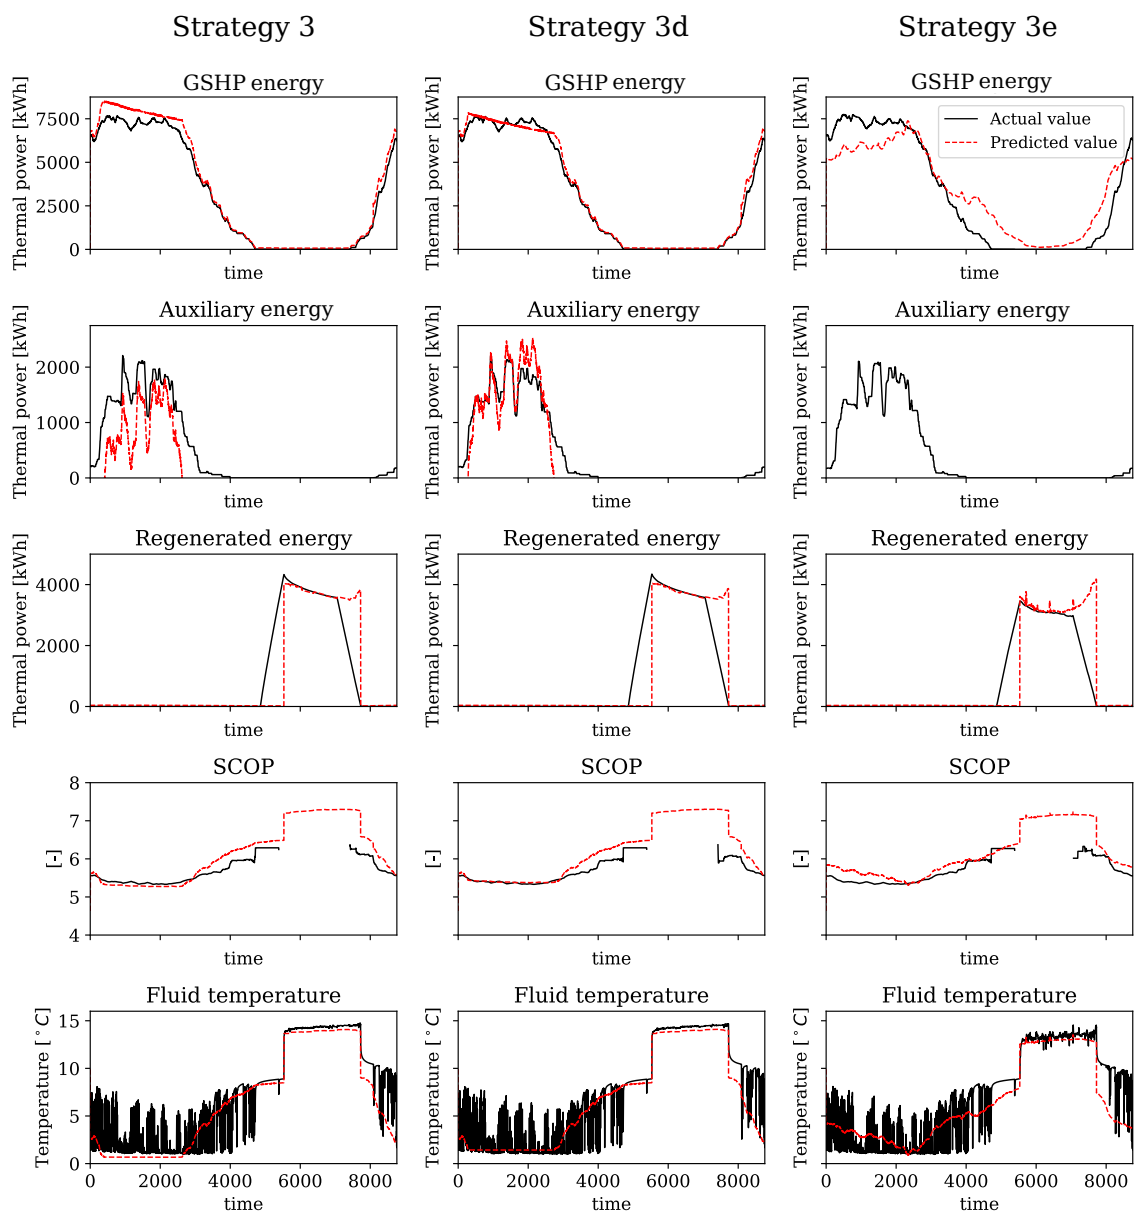 Strategy 3 Strategy 3d Strategy 3e
GSHP energy GSHP energy GSHP energy
Thermal power [kWh] Thermal power [kWh] Thermal power [kWh]
7500
5000
2500
0
Actual value
Predicted value
time time time
Auxiliary energy Auxiliary energy Auxiliary energy
Thermal power [kWh] Thermal power [kWh] Thermal power [kWh]
2000
1000
0
time time time
Regenerated energy Regenerated energy Regenerated energy
Thermal power [kWh] Thermal power [kWh] Thermal power [kWh]
4000
2000
0
time time time
SCOP SCOP SCOP
[-] [-] [-]
8
7
6
5
4
time time time
Fluid temperature Fluid temperature Fluid temperature
Temperature [°C] Temperature [°C] Temperature [°C]
15
10
5
0
0 2000 4000 6000 8000 0 2000 4000 6000 8000 0 2000 4000 6000 8000
time time time